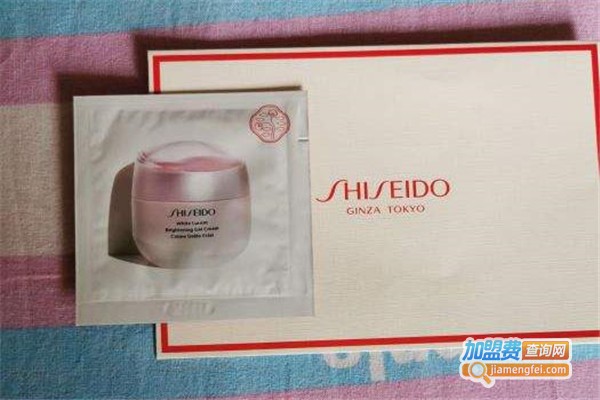 SHISEIDO
GINZA TOKYO
SHISEIDO
White Lucent
Brightening Gel Cream
加盟费查询网
jiamengfei.com